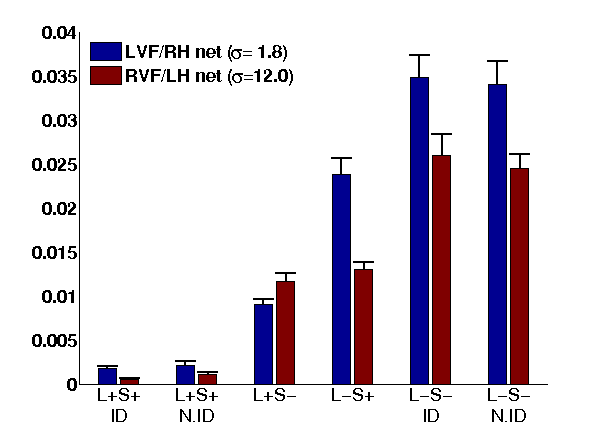 0.04
0.035
0.03
0.025
0.02
0.015
0.01
0.005
0
LVF/RH net (σ= 1.8)
RVF/LH net (σ=12.0)
L+S+ L+S+ L+S− L−S+ L−S− L−S−
ID N.ID ID N.ID